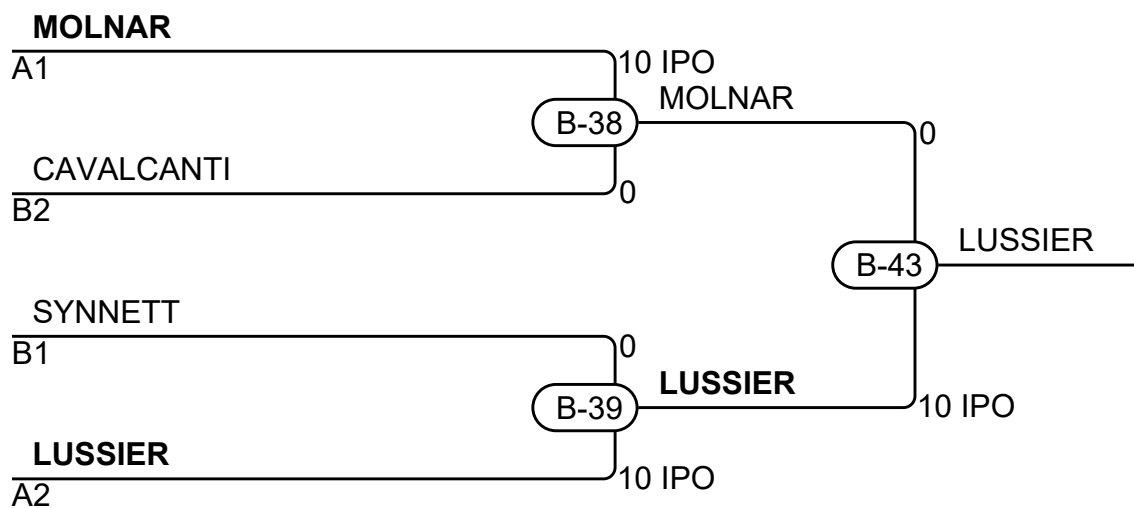 MOLNAR
A1
10 IPO
MOLNAR
B-38
0
CAVALCANTI
B2
0
LUSSIER
B-43
SYNNETT
B1
0
LUSSIER
B-39
10 IPO
LUSSIER
A2
10 IPO